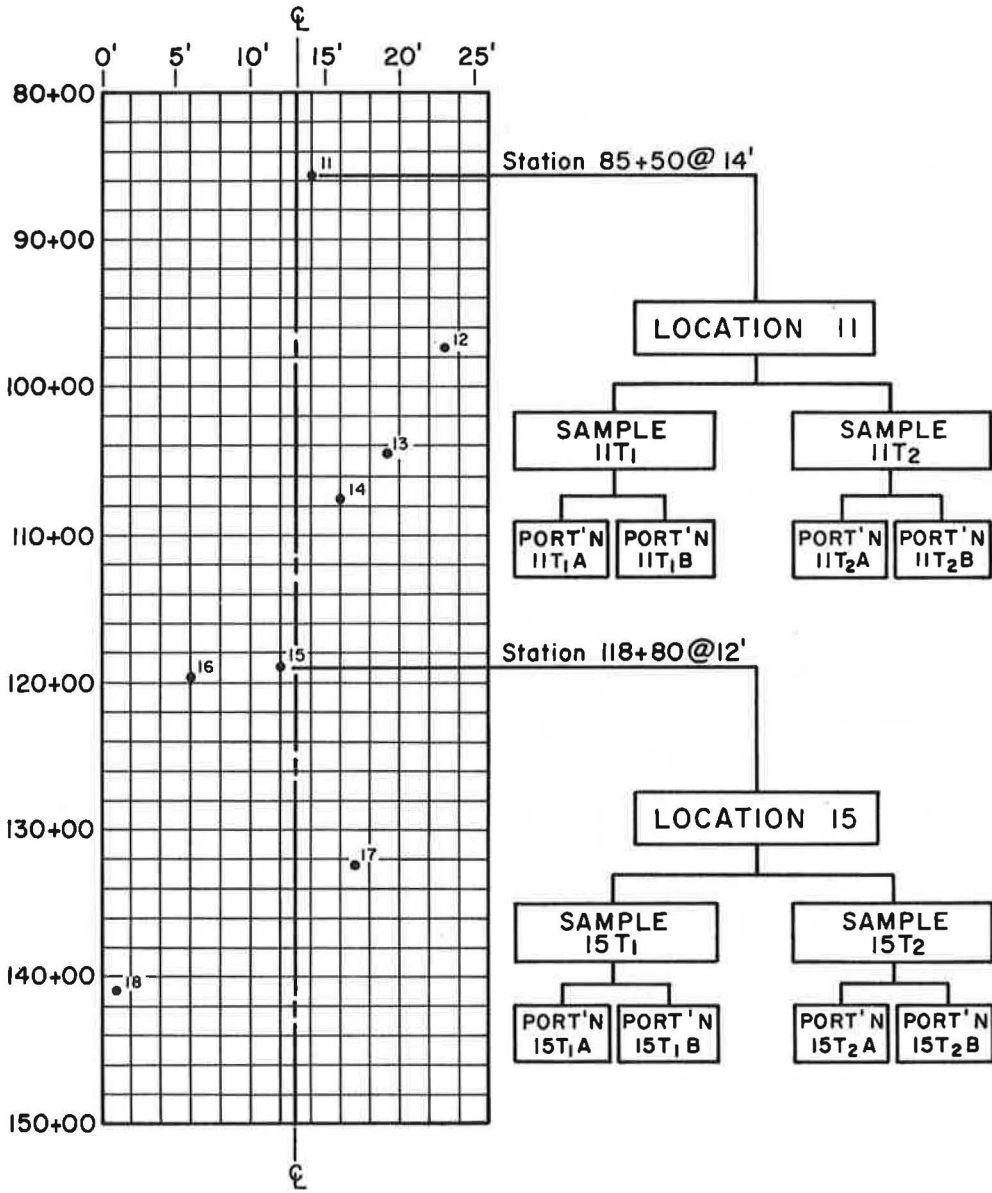 ℄
0' 5' 10' 15' 20' 25'
80+00
90+00
100+00
110+00
120+00
130+00
140+00
150+00
11
12
13
14
15
16
17
18
℄
Station 85+50@ 14'
LOCATION 11
SAMPLE
11T₁
SAMPLE
11T₂
PORT'N
11T₁A
PORT'N
11T₁B
PORT'N
11T₂A
PORT'N
11T₂B
Station 118+80@12'
LOCATION 15
SAMPLE
15T₁
SAMPLE
15T₂
PORT'N
15T₁A
PORT'N
15T₁B
PORT'N
15T₂A
PORT'N
15T₂B